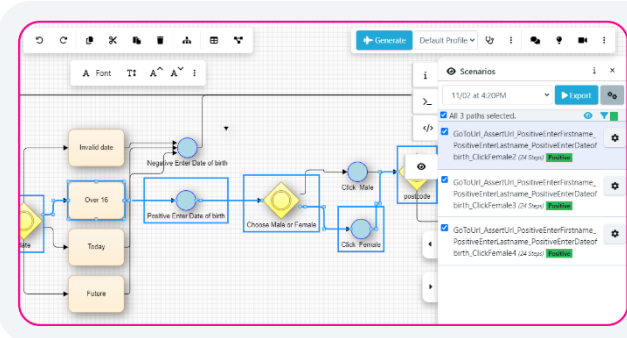 Generate
Default Profile
A Font
Scenarios
11/02 at 4:20PM
Export
All 3 paths selected.
GoToUrl_AssertUrl_PositiveEnterFirstname_
PositiveEnterLastname_PositiveEnterDateof
birth_ClickFemale2 (24 Steps) Positive
GoToUrl_AssertUrl_PositiveEnterFirstname_
PositiveEnterLastname_PositiveEnterDateof
birth_ClickFemale3 (24 Steps) Positive
GoToUrl_AssertUrl_PositiveEnterFirstname_
PositiveEnterLastname_PositiveEnterDateof
birth_ClickFemale4 (24 Steps) Positive
Invalid date
Negative Enter Date of birth
Over 16
Positive Enter Date of birth
Choose Male or Female
Click Male
Click Female
postcode
Today
Future